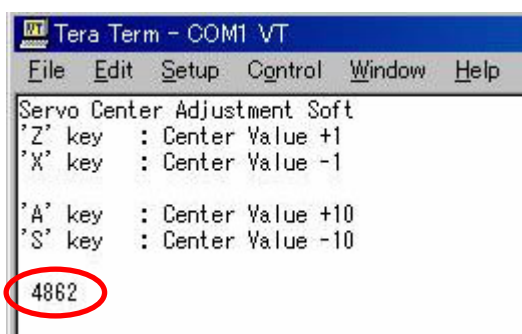 Tera Term - COM1 VT
File Edit Setup Control Window Help
Servo Center Adjustment Soft
'Z' key : Center Value +1
'X' key : Center Value -1
'A' key : Center Value +10
'S' key : Center Value -10
4862